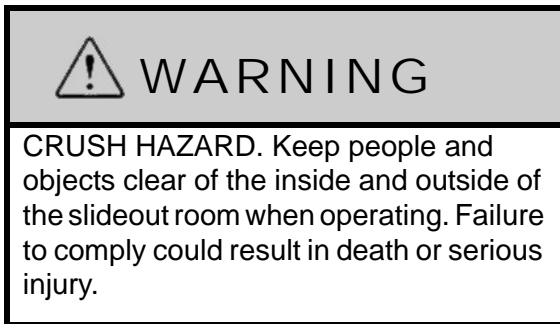 WARNING
CRUSH HAZARD. Keep people and
objects clear of the inside and outside of
the slideout room when operating. Failure
to comply could result in death or serious
injury.